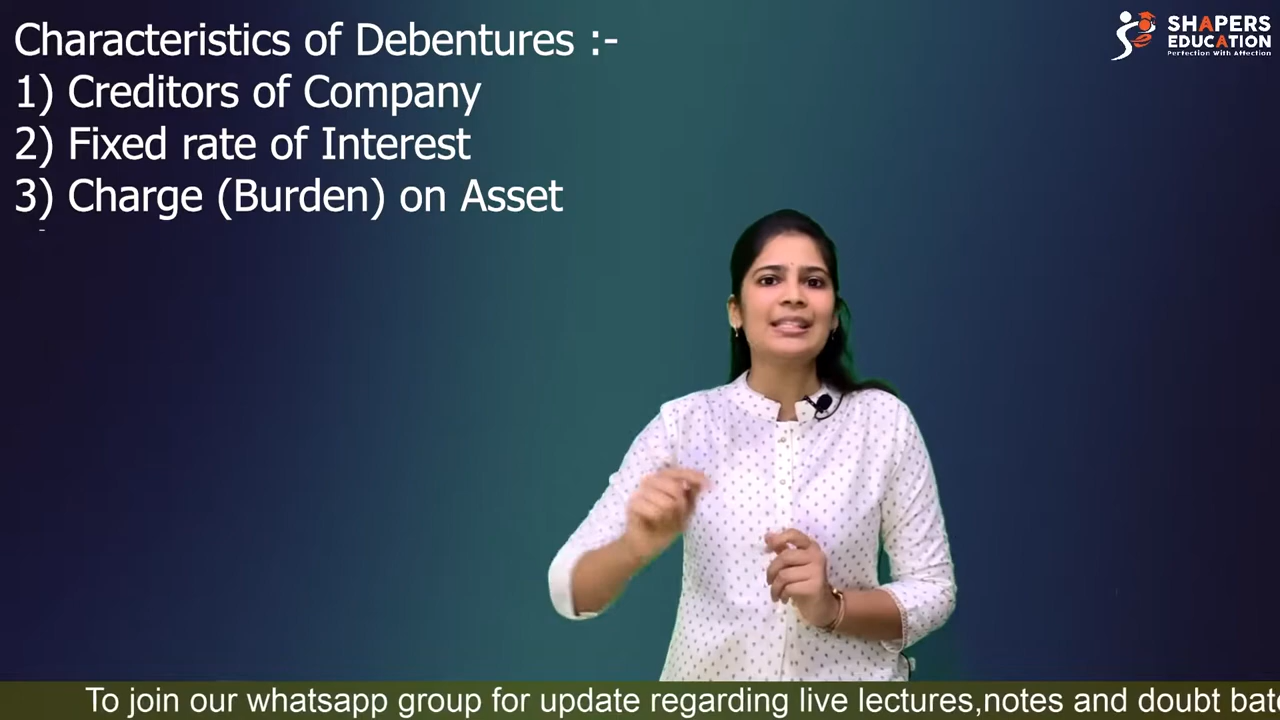 Characteristics of Debentures :-
1) Creditors of Company
2) Fixed rate of Interest
3) Charge (Burden) on Asset
-
SHAPERS
EDUCATION
Perfection With Affection
To join our whatsapp group for update regarding live lectures,notes and doubt bat